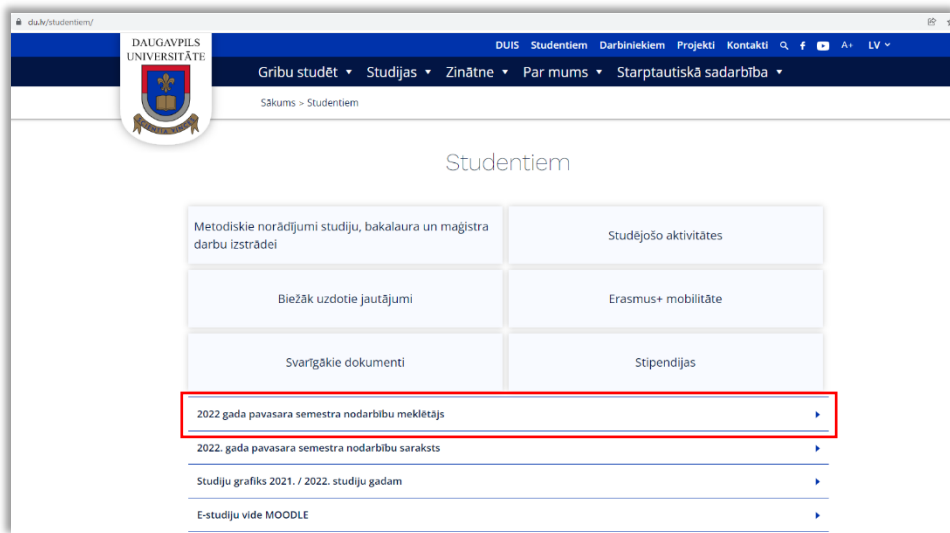 du.lv/studentiem/
DAUGAVPILS
UNIVERSITĀTE
SCIENTIA VINCES
DUIS Studentiem Darbiniekiem Projekti Kontakti A+ LV
Gribu studēt Studijas Zinātne Par mums Starptautiskā sadarbība
Sākums > Studentiem
Studentiem
Metodiskie norādījumi studiju, bakalaura un maģistra
darbu izstrādei
Studējošo aktivitātes
Biežāk uzdotie jautājumi
Erasmus+ mobilitāte
Svarīgākie dokumenti
Stipendijas
2022 gada pavasara semestra nodarbību meklētājs
2022. gada pavasara semestra nodarbību saraksts
Studiju grafiks 2021. / 2022. studiju gadam
E-studiju vide MOODLE